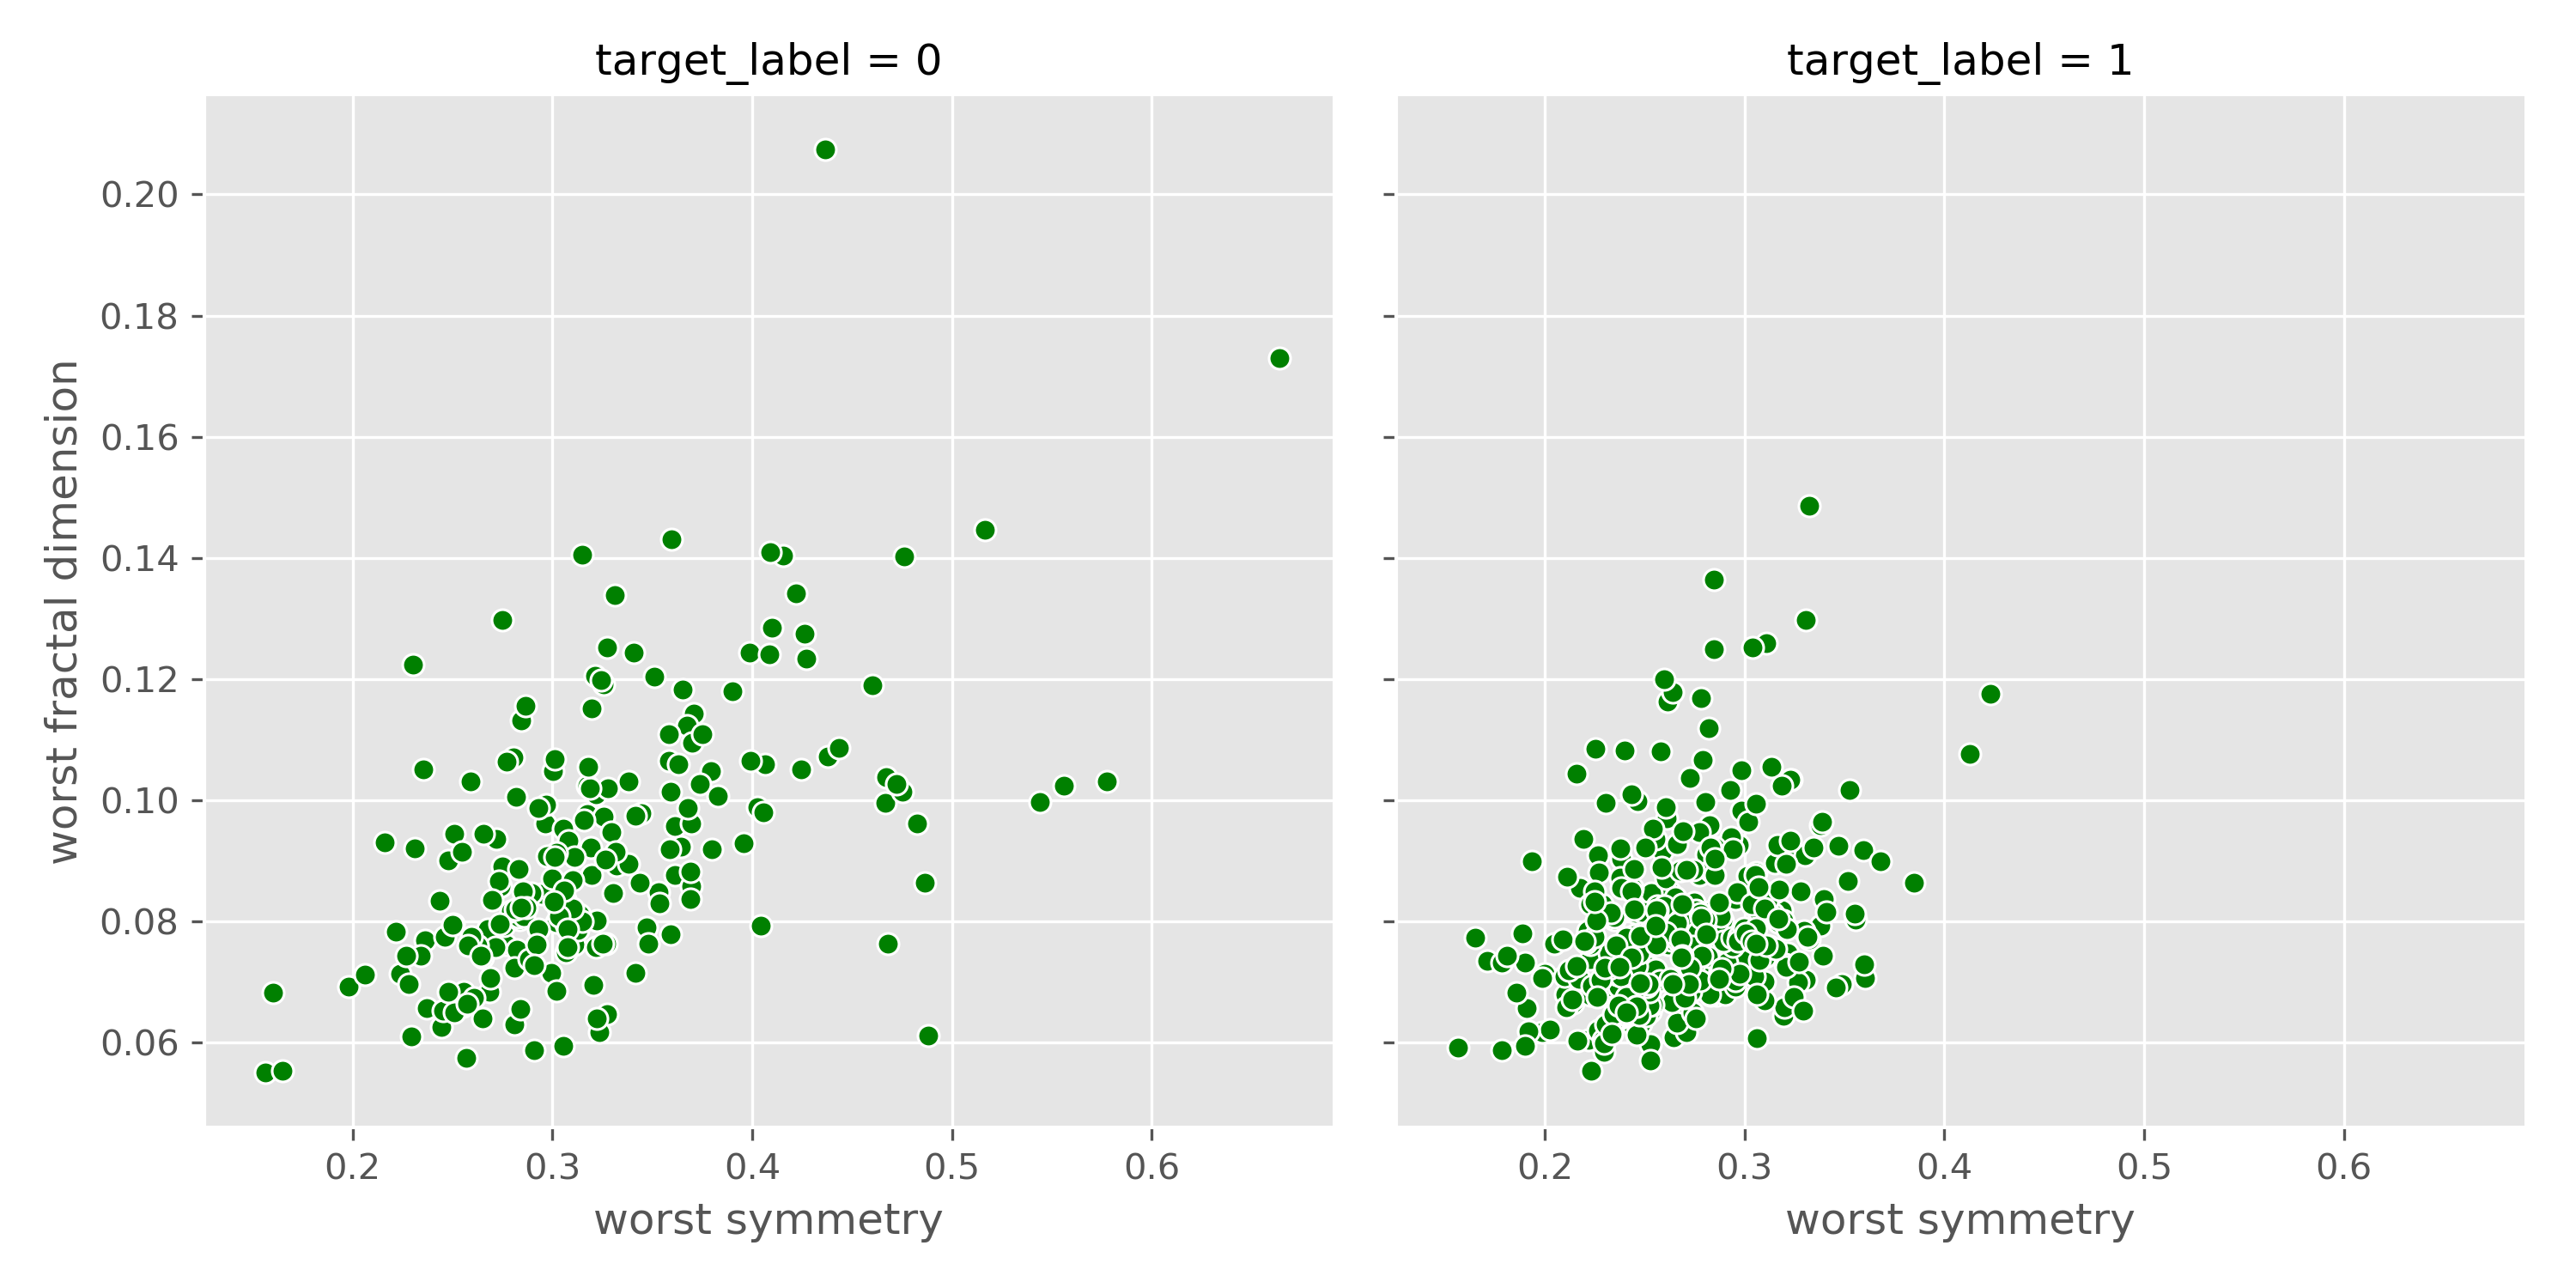 target_label = 0
target_label = 1
worst fractal dimension
0.20
0.18
0.16
0.14
0.12
0.10
0.08
0.06
0.2 0.3 0.4 0.5 0.6
0.2 0.3 0.4 0.5 0.6
worst symmetry
worst symmetry